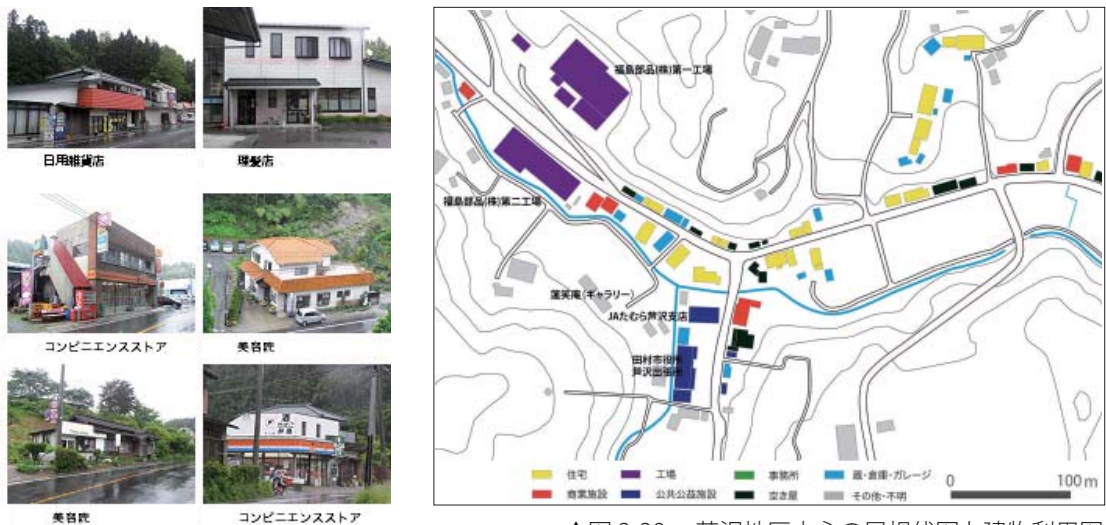 日用雑貨店
理髪店
コンビニエンスストア
美容院
美容院
コンビニエンスストア
福島部品(株)第一工場
福島部品(株)第二工場
蓮笑庵(ギャラリー)
JAたむら芦沢支店
田村市役所
芦沢出張所
住宅
工場
事務所
蔵・倉庫・ガレージ
商業施設
公共公益施設
空き屋
その他・不明
0 100 m